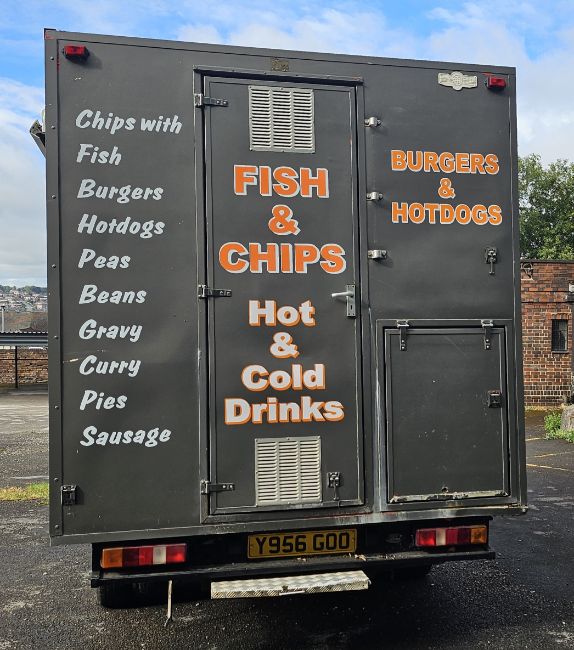 Chips with
Fish
Burgers
Hotdogs
Peas
Beans
Gravy
Curry
Pies
Sausage
FISH
&
CHIPS
Hot
&
Cold
Drinks
BURGERS
&
HOTDOGS
Y956 GOO